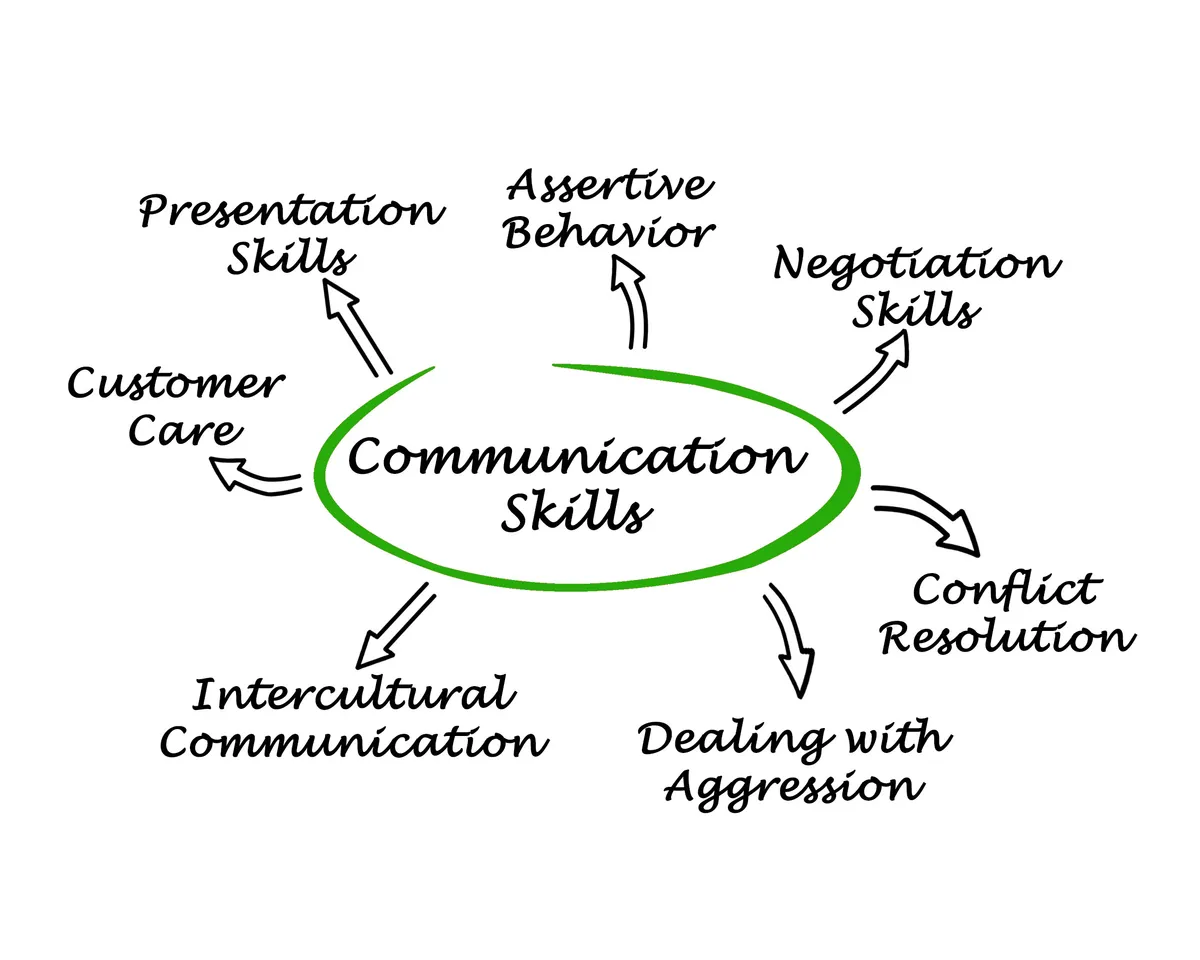 Assertive
Behavior
Presentation
Skills
Negotiation
Skills
Customer
Care
Communication
Skills
Conflict
Resolution
Intercultural
Communication
Dealing with
Aggression